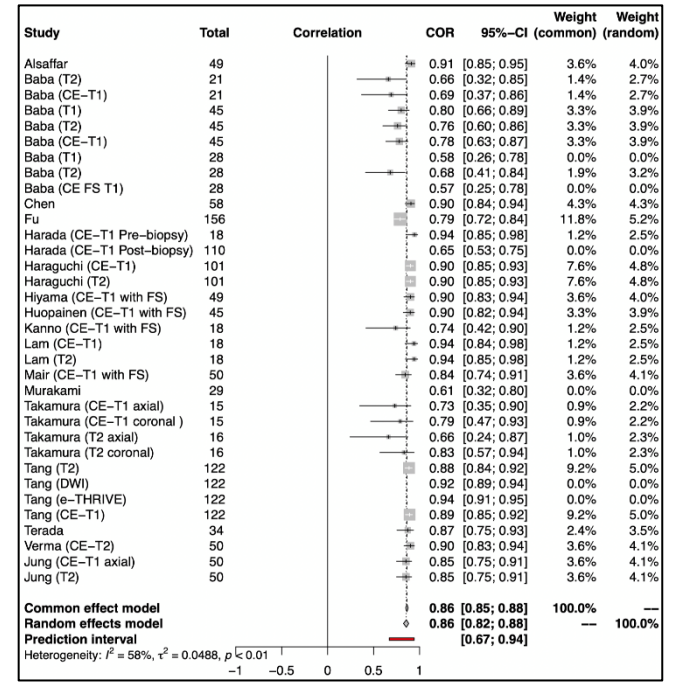 Weight Weight
Study Total Correlation COR 95%−CI (common) (random)
Alsaffar 49 0.91 [0.85; 0.95] 3.6% 4.0%
Baba (T2) 21 0.66 [0.32; 0.85] 1.4% 2.7%
Baba (CE−T1) 21 0.69 [0.37; 0.86] 1.4% 2.7%
Baba (T1) 45 0.80 [0.66; 0.89] 3.3% 3.9%
Baba (T2) 45 0.76 [0.60; 0.86] 3.3% 3.9%
Baba (CE−T1) 45 0.78 [0.63; 0.87] 3.3% 3.9%
Baba (T1) 28 0.58 [0.26; 0.78] 0.0% 0.0%
Baba (T2) 28 0.68 [0.41; 0.84] 1.9% 3.2%
Baba (CE FS T1) 28 0.57 [0.25; 0.78] 0.0% 0.0%
Chen 58 0.90 [0.84; 0.94] 4.3% 4.3%
Fu 156 0.79 [0.72; 0.84] 11.8% 5.2%
Harada (CE−T1 Pre−biopsy) 18 0.94 [0.85; 0.98] 1.2% 2.5%
Harada (CE−T1 Post−biopsy) 110 0.65 [0.53; 0.75] 0.0% 0.0%
Haraguchi (CE−T1) 101 0.90 [0.85; 0.93] 7.6% 4.8%
Haraguchi (T2) 101 0.90 [0.85; 0.93] 7.6% 4.8%
Hiyama (CE−T1 with FS) 49 0.90 [0.83; 0.94] 3.6% 4.0%
Huopainen (CE−T1 with FS) 45 0.90 [0.82; 0.94] 3.3% 3.9%
Kanno (CE−T1 with FS) 18 0.74 [0.42; 0.90] 1.2% 2.5%
Lam (CE−T1) 18 0.94 [0.84; 0.98] 1.2% 2.5%
Lam (T2) 18 0.94 [0.85; 0.98] 1.2% 2.5%
Mair (CE−T1 with FS) 50 0.84 [0.74; 0.91] 3.6% 4.1%
Murakami 29 0.61 [0.32; 0.80] 0.0% 0.0%
Takamura (CE−T1 axial) 15 0.73 [0.35; 0.90] 0.9% 2.2%
Takamura (CE−T1 coronal ) 15 0.79 [0.47; 0.93] 0.9% 2.2%
Takamura (T2 axial) 16 0.66 [0.24; 0.87] 1.0% 2.3%
Takamura (T2 coronal) 16 0.83 [0.57; 0.94] 1.0% 2.3%
Tang (T2) 122 0.88 [0.84; 0.92] 9.2% 5.0%
Tang (DWI) 122 0.92 [0.89; 0.94] 0.0% 0.0%
Tang (e−THRIVE) 122 0.94 [0.91; 0.95] 0.0% 0.0%
Tang (CE−T1) 122 0.89 [0.85; 0.92] 9.2% 5.0%
Terada 34 0.87 [0.75; 0.93] 2.4% 3.5%
Verma (CE−T2) 50 0.90 [0.83; 0.94] 3.6% 4.1%
Jung (CE−T1 axial) 50 0.85 [0.75; 0.91] 3.6% 4.1%
Jung (T2) 50 0.85 [0.75; 0.91] 3.6% 4.1%
Common effect model 0.86 [0.85; 0.88] 100.0% −−
Random effects model 0.86 [0.82; 0.88] −− 100.0%
Prediction interval [0.67; 0.94]
Heterogeneity: I² = 58%, τ² = 0.0488, p < 0.01
−1 −0.5 0 0.5 1